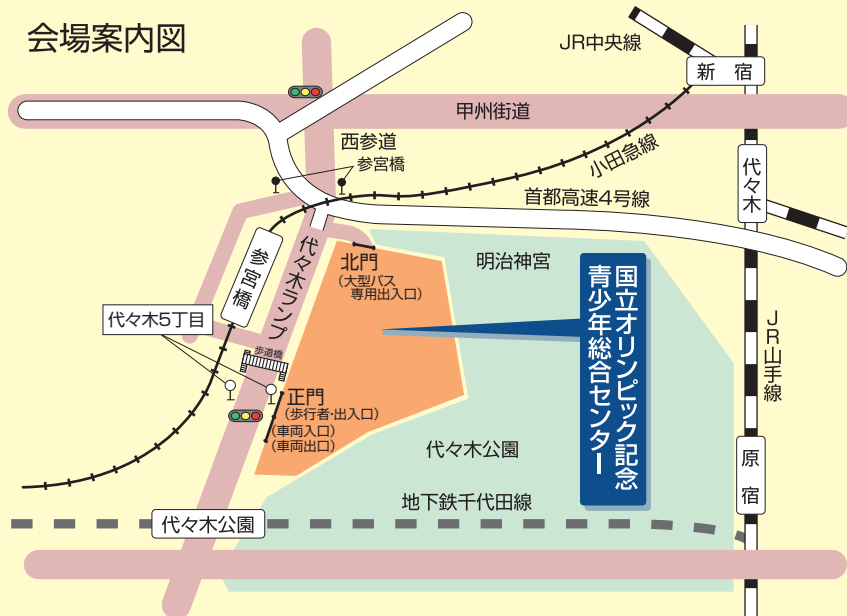 会場案内図
JR中央線
新宿
甲州街道
西参道
参宮橋
小田急線
代々木
首都高速4号線
参宮橋
代々木ランプ
北門
(大型バス
専用出入口)
明治神宮
国立オリンピック記念
青少年総合センター
代々木5丁目
歩道橋
JR山手線
正門
(歩行者・出入口)
(車両入口)
(車両出口)
代々木公園
原宿
地下鉄千代田線
代々木公園